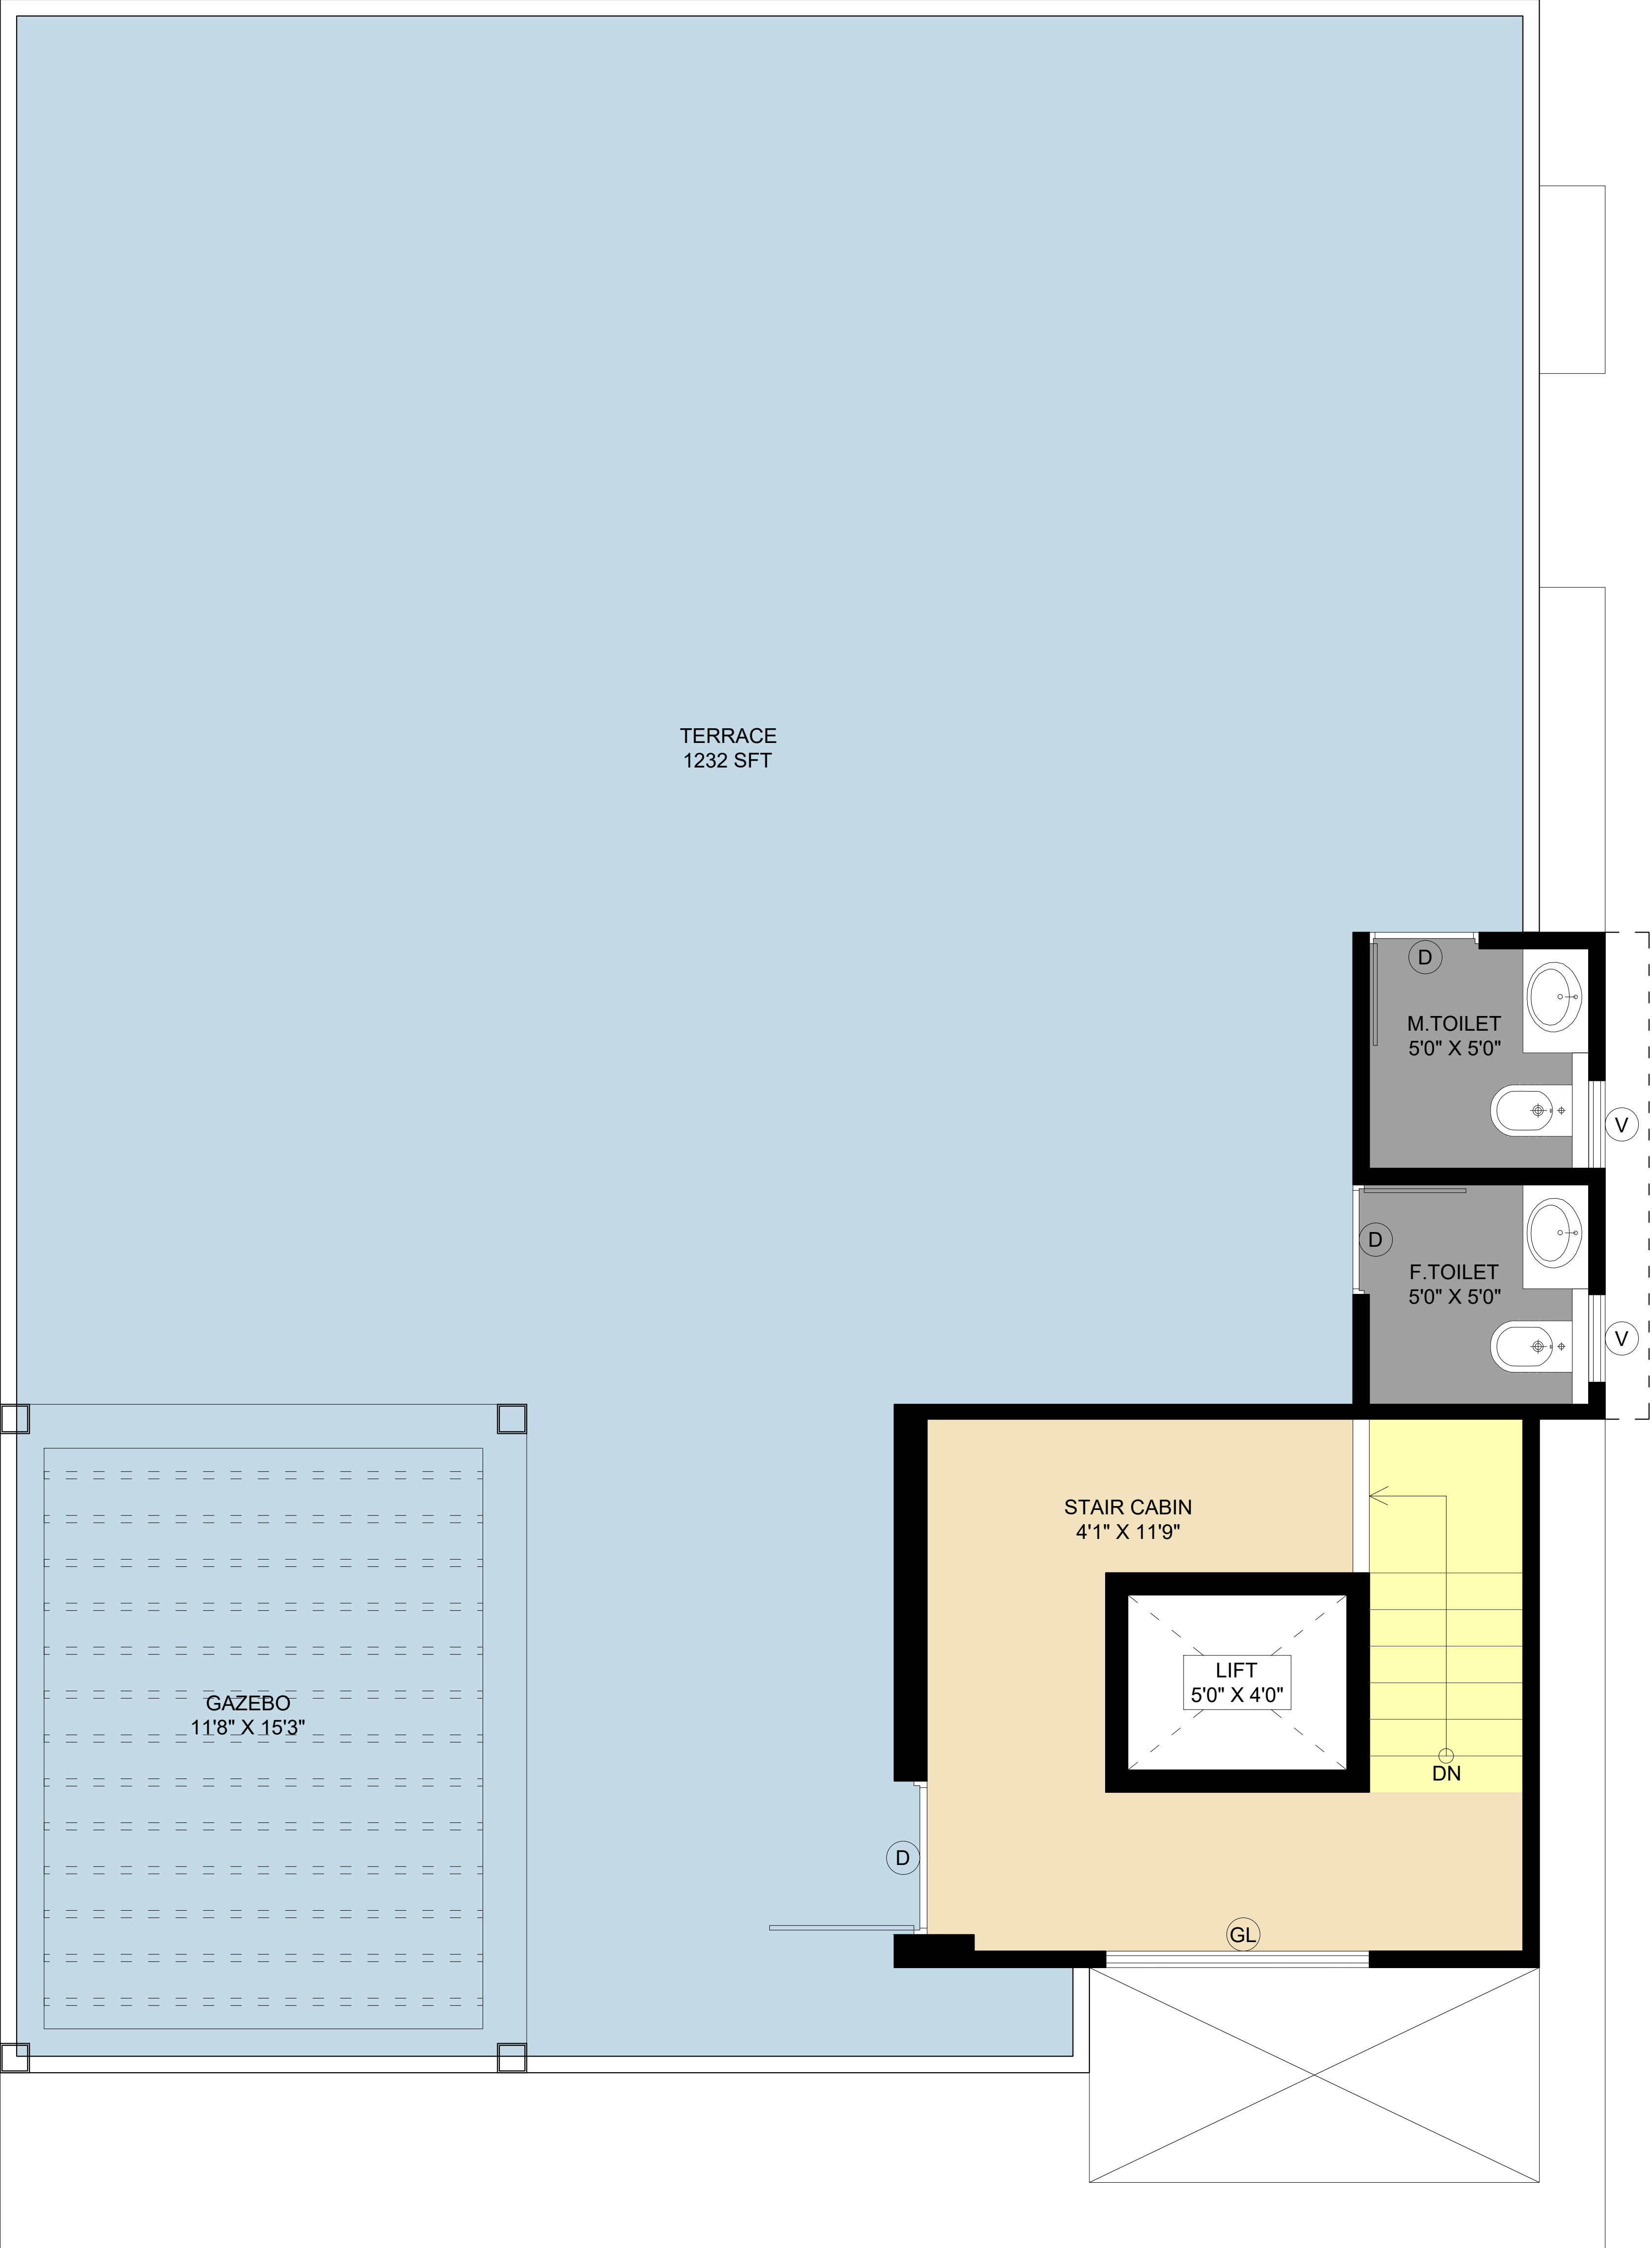 TERRACE
1232 SFT
D
M.TOILET
5'0" X 5'0"
V
D
F.TOILET
5'0" X 5'0"
V
STAIR CABIN
4'1" X 11'9"
LIFT
5'0" X 4'0"
GAZEBO
11'8" X 15'3"
DN
D
GL